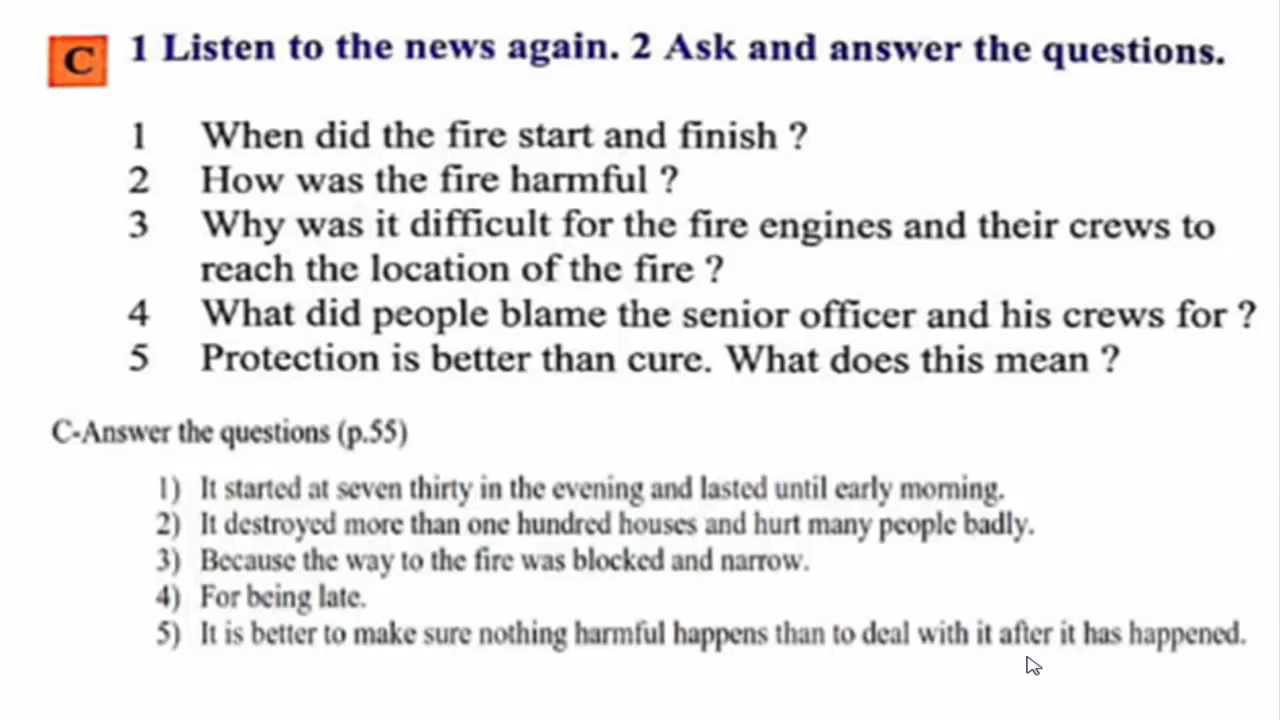 C 1 Listen to the news again. 2 Ask and answer the questions.
1 When did the fire start and finish ?
2 How was the fire harmful ?
3 Why was it difficult for the fire engines and their crews to
reach the location of the fire ?
4 What did people blame the senior officer and his crews for ?
5 Protection is better than cure. What does this mean ?
C-Answer the questions (p.55)
1) It started at seven thirty in the evening and lasted until early morning.
2) It destroyed more than one hundred houses and hurt many people badly.
3) Because the way to the fire was blocked and narrow.
4) For being late.
5) It is better to make sure nothing harmful happens than to deal with it after it has happened.